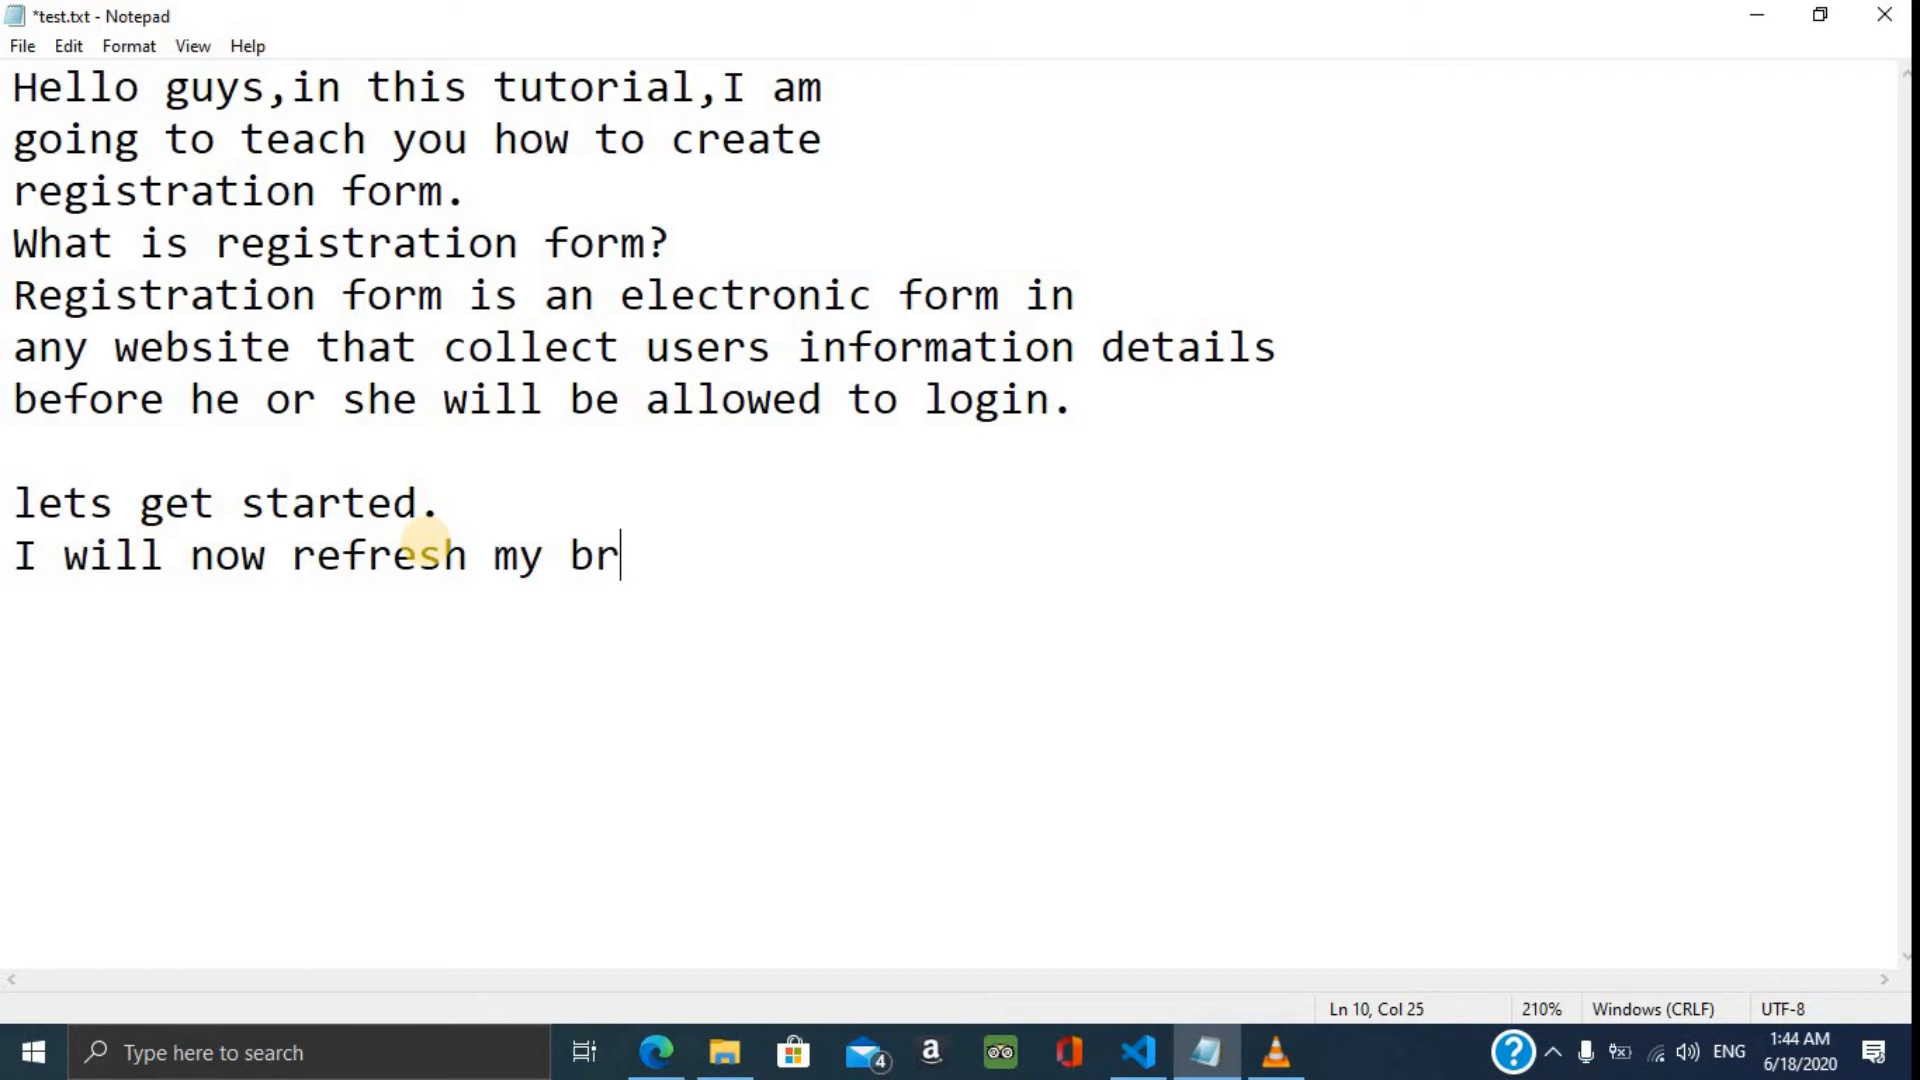 *test.txt - Notepad
File Edit Format View Help
Hello guys,in this tutorial,I am
going to teach you how to create
registration form.
What is registration form?
Registration form is an electronic form in
any website that collect users information details
before he or she will be allowed to login.
lets get started.
I will now refresh my br
Ln 10, Col 25 210% Windows (CRLF) UTF-8
Type here to search 4 a ? ENG 1:44 AM
6/18/2020